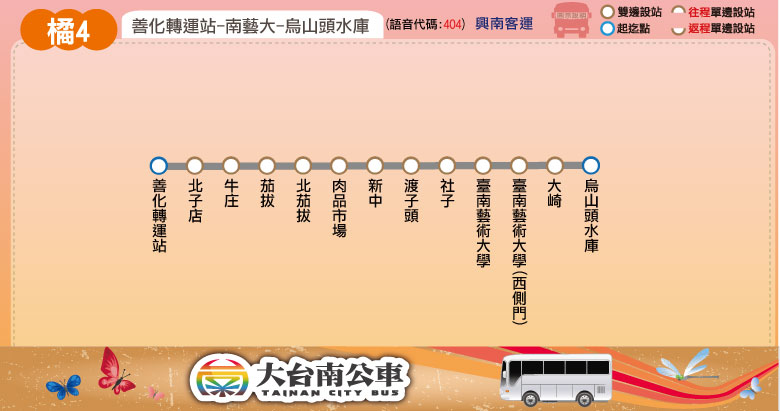 橘4
善化轉運站-南藝大-烏山頭水庫
(語音代碼:404)
興南客運
雙邊設站
往程單邊設站
起迄點
返程單邊設站
善化轉運站
北子店
牛庄
茄拔
北茄拔
肉品市場
新中
渡子頭
社子
臺南藝術大學
臺南藝術大學(西側門)
大崎
烏山頭水庫
大台南公車
TAINAN CITY BUS